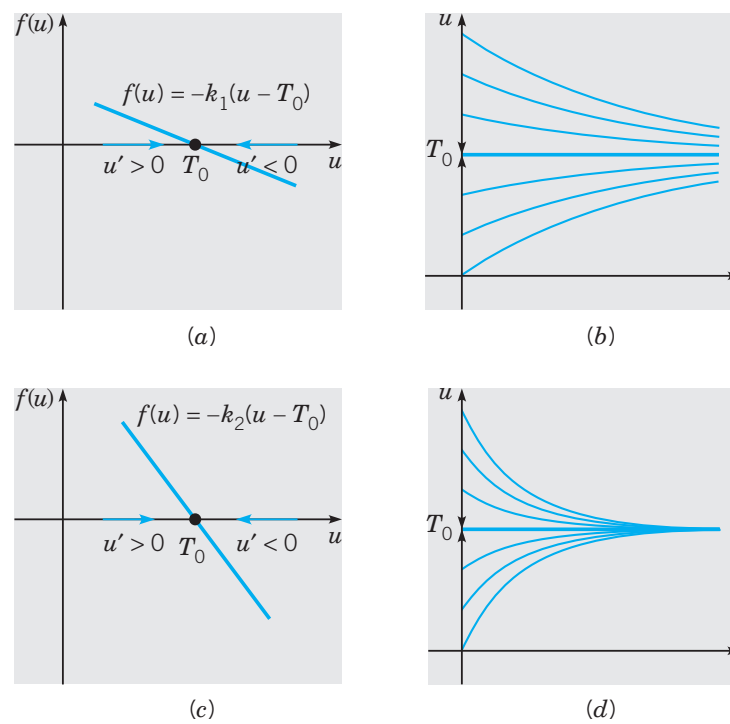 f(u)
f(u) = –k₁(u – T₀)
u' > 0
T₀
u' < 0
u
(a)
u
T₀
(b)
f(u)
f(u) = –k₂(u – T₀)
u' > 0
T₀
u' < 0
u
(c)
u
T₀
(d)